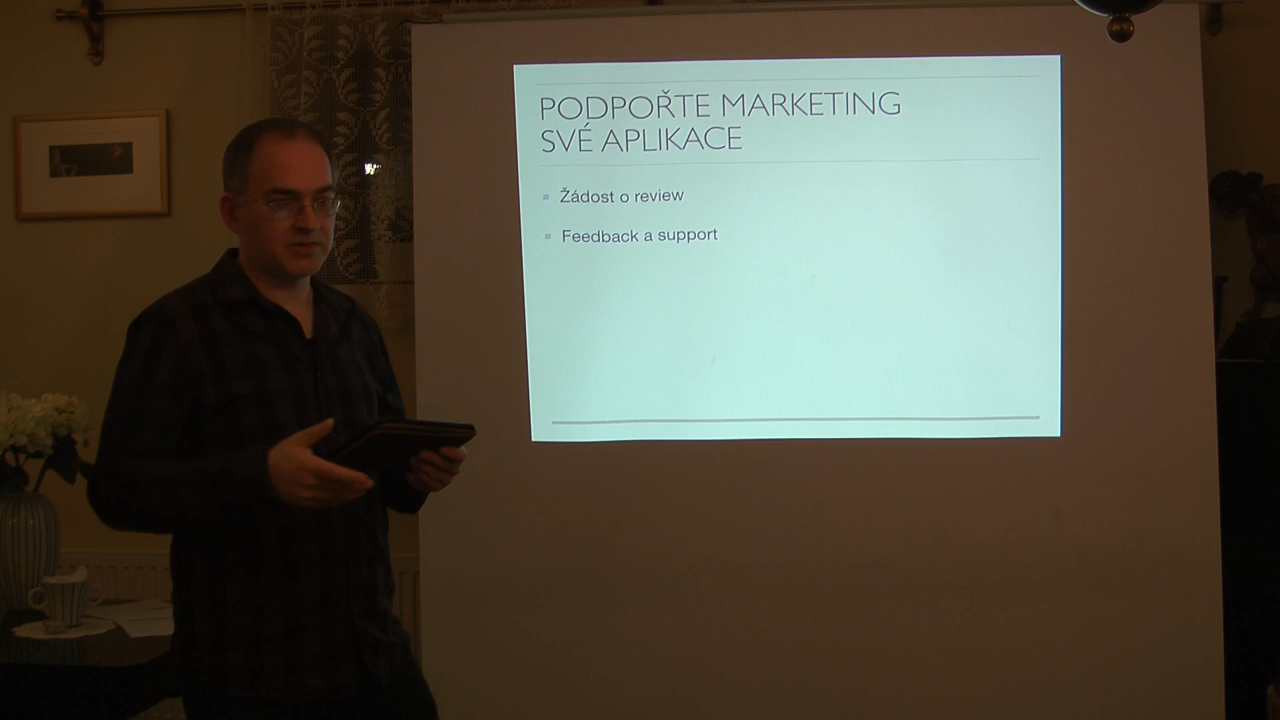 PODPOŘTE MARKETING
SVÉ APLIKACE
Žádost o review
Feedback a support